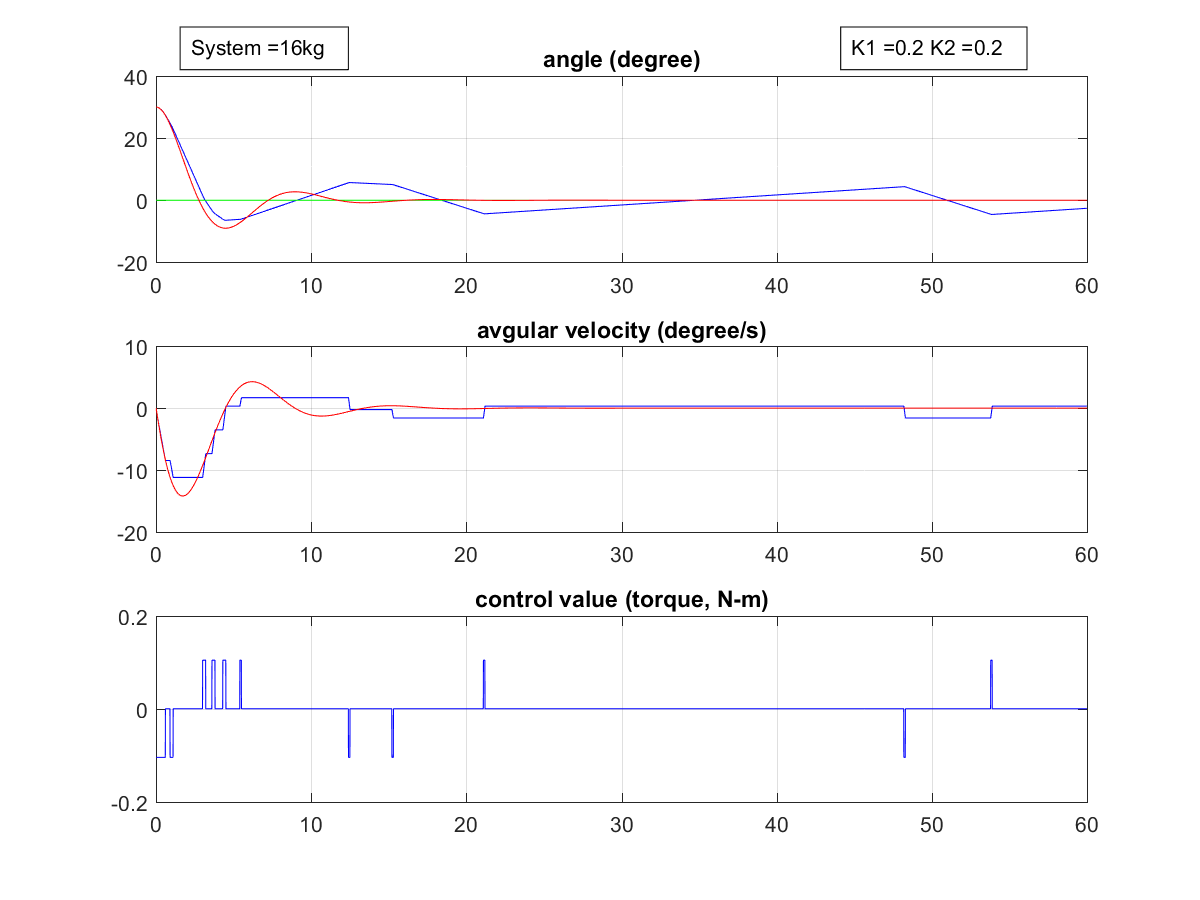 System =16kg
K1 =0.2 K2 =0.2
angle (degree)
40
20
0
-20
0 10 20 30 40 50 60
avgular velocity (degree/s)
10
0
-10
-20
0 10 20 30 40 50 60
control value (torque, N-m)
0.2
0
-0.2
0 10 20 30 40 50 60